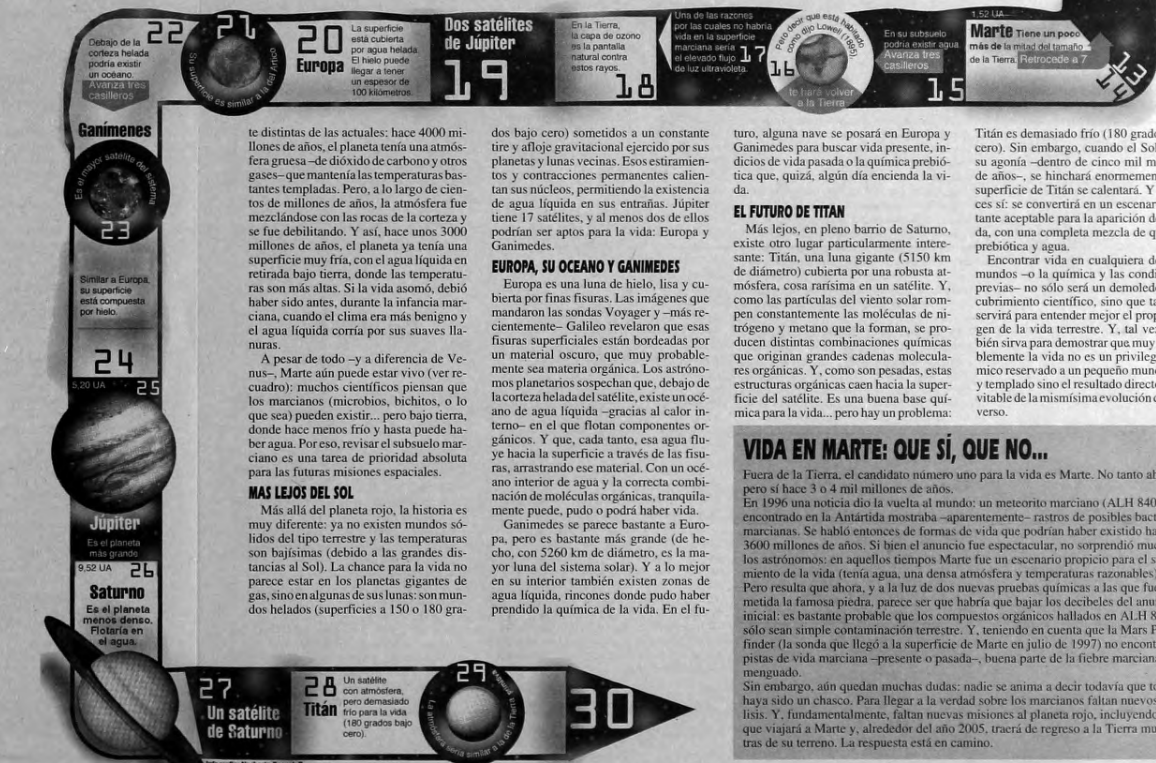 1,52 UA
Marte Tiene un poco
más de la mitad del tamaño
de la Tierra. Retrocede a 7
13
14
En su subsuelo
podría existir agua.
Avanza tres
casilleros
15
Pero decir que está habitado
como dijo Lowell (1895),
te hará volver
a la Tierra
16
Una de las razones
por las cuales no habría
vida en la superficie
marciana sería
el elevado flujo
de luz ultravioleta.
17
En la Tierra,
la capa de ozono
es la pantalla
natural contra
estos rayos.
18
Dos satélites
de Júpiter
19
20
Europa
La superficie
está cubierta
por agua helada.
El hielo puede
llegar a tener
un espesor de
100 kilómetros.
21
Su superficie es similar a la del Artico
22
Debajo de la
corteza helada
podría existir
un océano.
Avanza tres
casilleros
Ganímenes
Es el mayor satélite del sistema
23
Similar a Europa,
su superficie
está compuesta
por hielo.
24
5,20 UA
25
Júpiter
Es el planeta
más grande
9,52 UA
26
Saturno
Es el planeta
menos denso.
Flotaría en
el agua.
27
Un satélite
de Saturno
28
Titán
Un satélite
con atmósfera,
pero demasiado
frío para la vida
(180 grados bajo
cero).
29
La atmósfera sería similar a la de la Tierra
30
te distintas de las actuales: hace 4000 mi-
llones de años, el planeta tenía una atmós-
fera gruesa –de dióxido de carbono y otros
gases– que mantenía las temperaturas bas-
tantes templadas. Pero, a lo largo de cien-
tos de millones de años, la atmósfera fue
mezclándose con las rocas de la corteza y
se fue debilitando. Y así, hace unos 3000
millones de años, el planeta ya tenía una
superficie muy fría, con el agua líquida en
retirada bajo tierra, donde las temperatu-
ras son más altas. Si la vida asomó, debió
haber sido antes, durante la infancia mar-
ciana, cuando el clima era más benigno y
el agua líquida corría por sus suaves lla-
nuras.
A pesar de todo –y a diferencia de Ve-
nus–, Marte aún puede estar vivo (ver re-
cuadro): muchos científicos piensan que
los marcianos (microbios, bichitos, o lo
que sea) pueden existir... pero bajo tierra,
donde hace menos frío y hasta puede ha-
ber agua. Por eso, revisar el subsuelo mar-
ciano es una tarea de prioridad absoluta
para las futuras misiones espaciales.
MAS LEJOS DEL SOL
Más allá del planeta rojo, la historia es
muy diferente: ya no existen mundos só-
lidos del tipo terrestre y las temperaturas
son bajísimas (debido a las grandes dis-
tancias al Sol). La chance para la vida no
parece estar en los planetas gigantes de
gas, sino en algunas de sus lunas: son mun-
dos helados (superficies a 150 o 180 gra-
dos bajo cero) sometidos a un constante
tire y afloje gravitacional ejercido por sus
planetas y lunas vecinas. Esos estiramien-
tos y contracciones permanentes calien-
tan sus núcleos, permitiendo la existencia
de agua líquida en sus entrañas. Júpiter
tiene 17 satélites, y al menos dos de ellos
podrían ser aptos para la vida: Europa y
Ganimedes.
EUROPA, SU OCEANO Y GANIMEDES
Europa es una luna de hielo, lisa y cu-
bierta por finas fisuras. Las imágenes que
mandaron las sondas Voyager y –más re-
cientemente– Galileo revelaron que esas
fisuras superficiales están bordeadas por
un material oscuro, que muy probable-
mente sea materia orgánica. Los astróno-
mos planetarios sospechan que, debajo de
la corteza helada del satélite, existe un océ-
ano de agua líquida –gracias al calor in-
terno– en el que flotan componentes or-
gánicos. Y que, cada tanto, esa agua flu-
ye hacia la superficie a través de las fisu-
ras, arrastrando ese material. Con un océ-
ano interior de agua y la correcta combi-
nación de moléculas orgánicas, tranquila-
mente puede, pudo o podrá haber vida.
Ganimedes se parece bastante a Euro-
pa, pero es bastante más grande (de he-
cho, con 5260 km de diámetro, es la ma-
yor luna del sistema solar). Y a lo mejor
en su interior también existen zonas de
agua líquida, rincones donde pudo haber
prendido la química de la vida. En el fu-
turo, alguna nave se posará en Europa y
Ganimedes para buscar vida presente, in-
dicios de vida pasada o la química prebió-
tica que, quizá, algún día encienda la vi-
da.
EL FUTURO DE TITAN
Más lejos, en pleno barrio de Saturno,
existe otro lugar particularmente intere-
sante: Titán, una luna gigante (5150 km
de diámetro) cubierta por una robusta at-
mósfera, cosa rarísima en un satélite. Y,
como las partículas del viento solar rom-
pen constantemente las moléculas de ni-
trógeno y metano que la forman, se pro-
ducen distintas combinaciones químicas
que originan grandes cadenas molecula-
res orgánicas. Y, como son pesadas, estas
estructuras orgánicas caen hacia la super-
ficie del satélite. Es una buena base quí-
mica para la vida... pero hay un problema:
Titán es demasiado frío (180 grado
cero). Sin embargo, cuando el Sol
su agonía –dentro de cinco mil m
de años–, se hinchará enormemen
superficie de Titán se calentará. Y
ces sí: se convertirá en un escenar
tante aceptable para la aparición d
da, con una completa mezcla de q
prebiótica y agua.
Encontrar vida en cualquiera d
mundos –o la química y las condi
previas– no sólo será un demoled
cubrimiento científico, sino que ta
servirá para entender mejor el prop
gen de la vida terrestre. Y, tal vez
bién sirva para demostrar que muy
blemente la vida no es un privileg
mico reservado a un pequeño mund
y templado sino el resultado directo
vitable de la mismísima evolución d
verso.
VIDA EN MARTE: QUE SÍ, QUE NO...
Fuera de la Tierra, el candidato número uno para la vida es Marte. No tanto ah
pero sí hace 3 o 4 mil millones de años.
En 1996 una noticia dio la vuelta al mundo: un meteorito marciano (ALH 840
encontrado en la Antártida mostraba –aparentemente– rastros de posibles bact
marcianas. Se habló entonces de formas de vida que podrían haber existido ha
3600 millones de años. Si bien el anuncio fue espectacular, no sorprendió muc
los astrónomos: en aquellos tiempos Marte fue un escenario propicio para el s
miento de la vida (tenía agua, una densa atmósfera y temperaturas razonables)
Pero resulta que ahora, y a la luz de dos nuevas pruebas químicas a las que fue
metida la famosa piedra, parece ser que habría que bajar los decibeles del anun
inicial: es bastante probable que los compuestos orgánicos hallados en ALH 8
sólo sean simple contaminación terrestre. Y, teniendo en cuenta que la Mars P
finder (la sonda que llegó a la superficie de Marte en julio de 1997) no encont
pistas de vida marciana –presente o pasada–, buena parte de la fiebre marciana
menguado.
Sin embargo, aún quedan muchas dudas: nadie se anima a decir todavía que to
haya sido un chasco. Para llegar a la verdad sobre los marcianos faltan nuevos
lisis. Y, fundamentalmente, faltan nuevas misiones al planeta rojo, incluyendo
que viajará a Marte y, alrededor del año 2005, traerá de regreso a la Tierra mu
tras de su terreno. La respuesta está en camino.